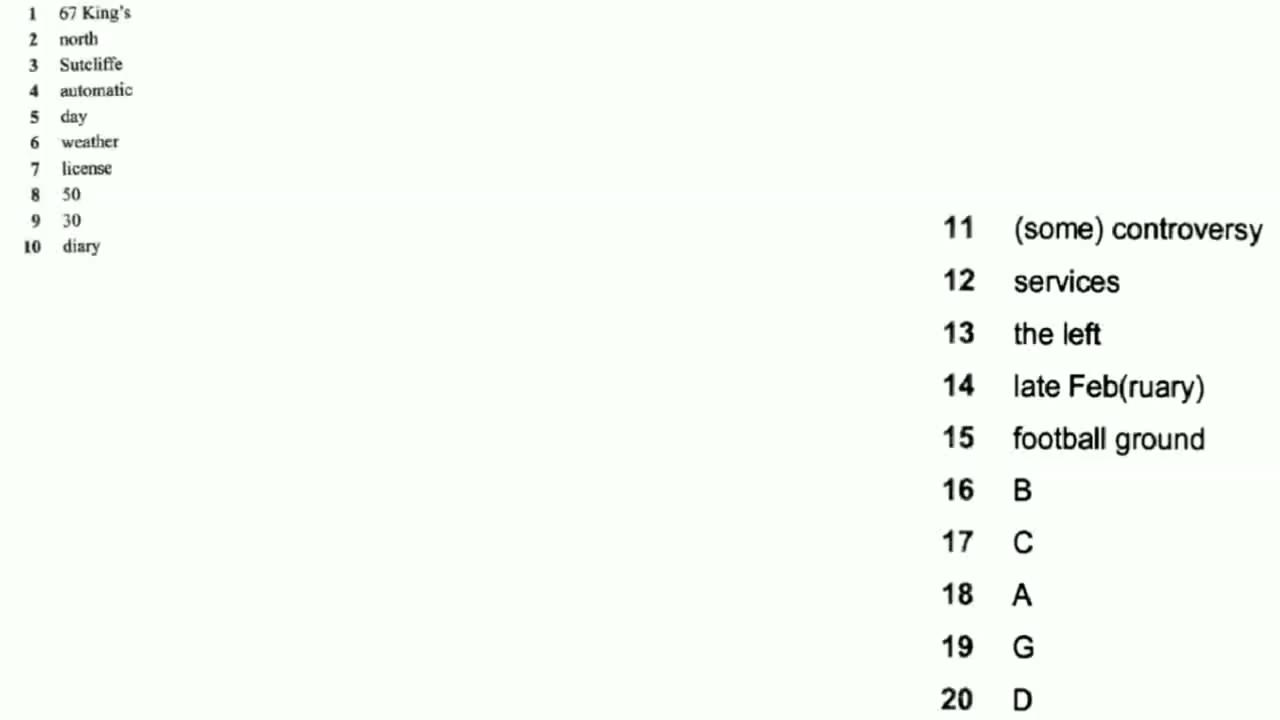 1 67 King's
2 north
3 Sutcliffe
4 automatic
5 day
6 weather
7 license
8 50
9 30
10 diary
11 (some) controversy
12 services
13 the left
14 late Feb(ruary)
15 football ground
16 B
17 C
18 A
19 G
20 D